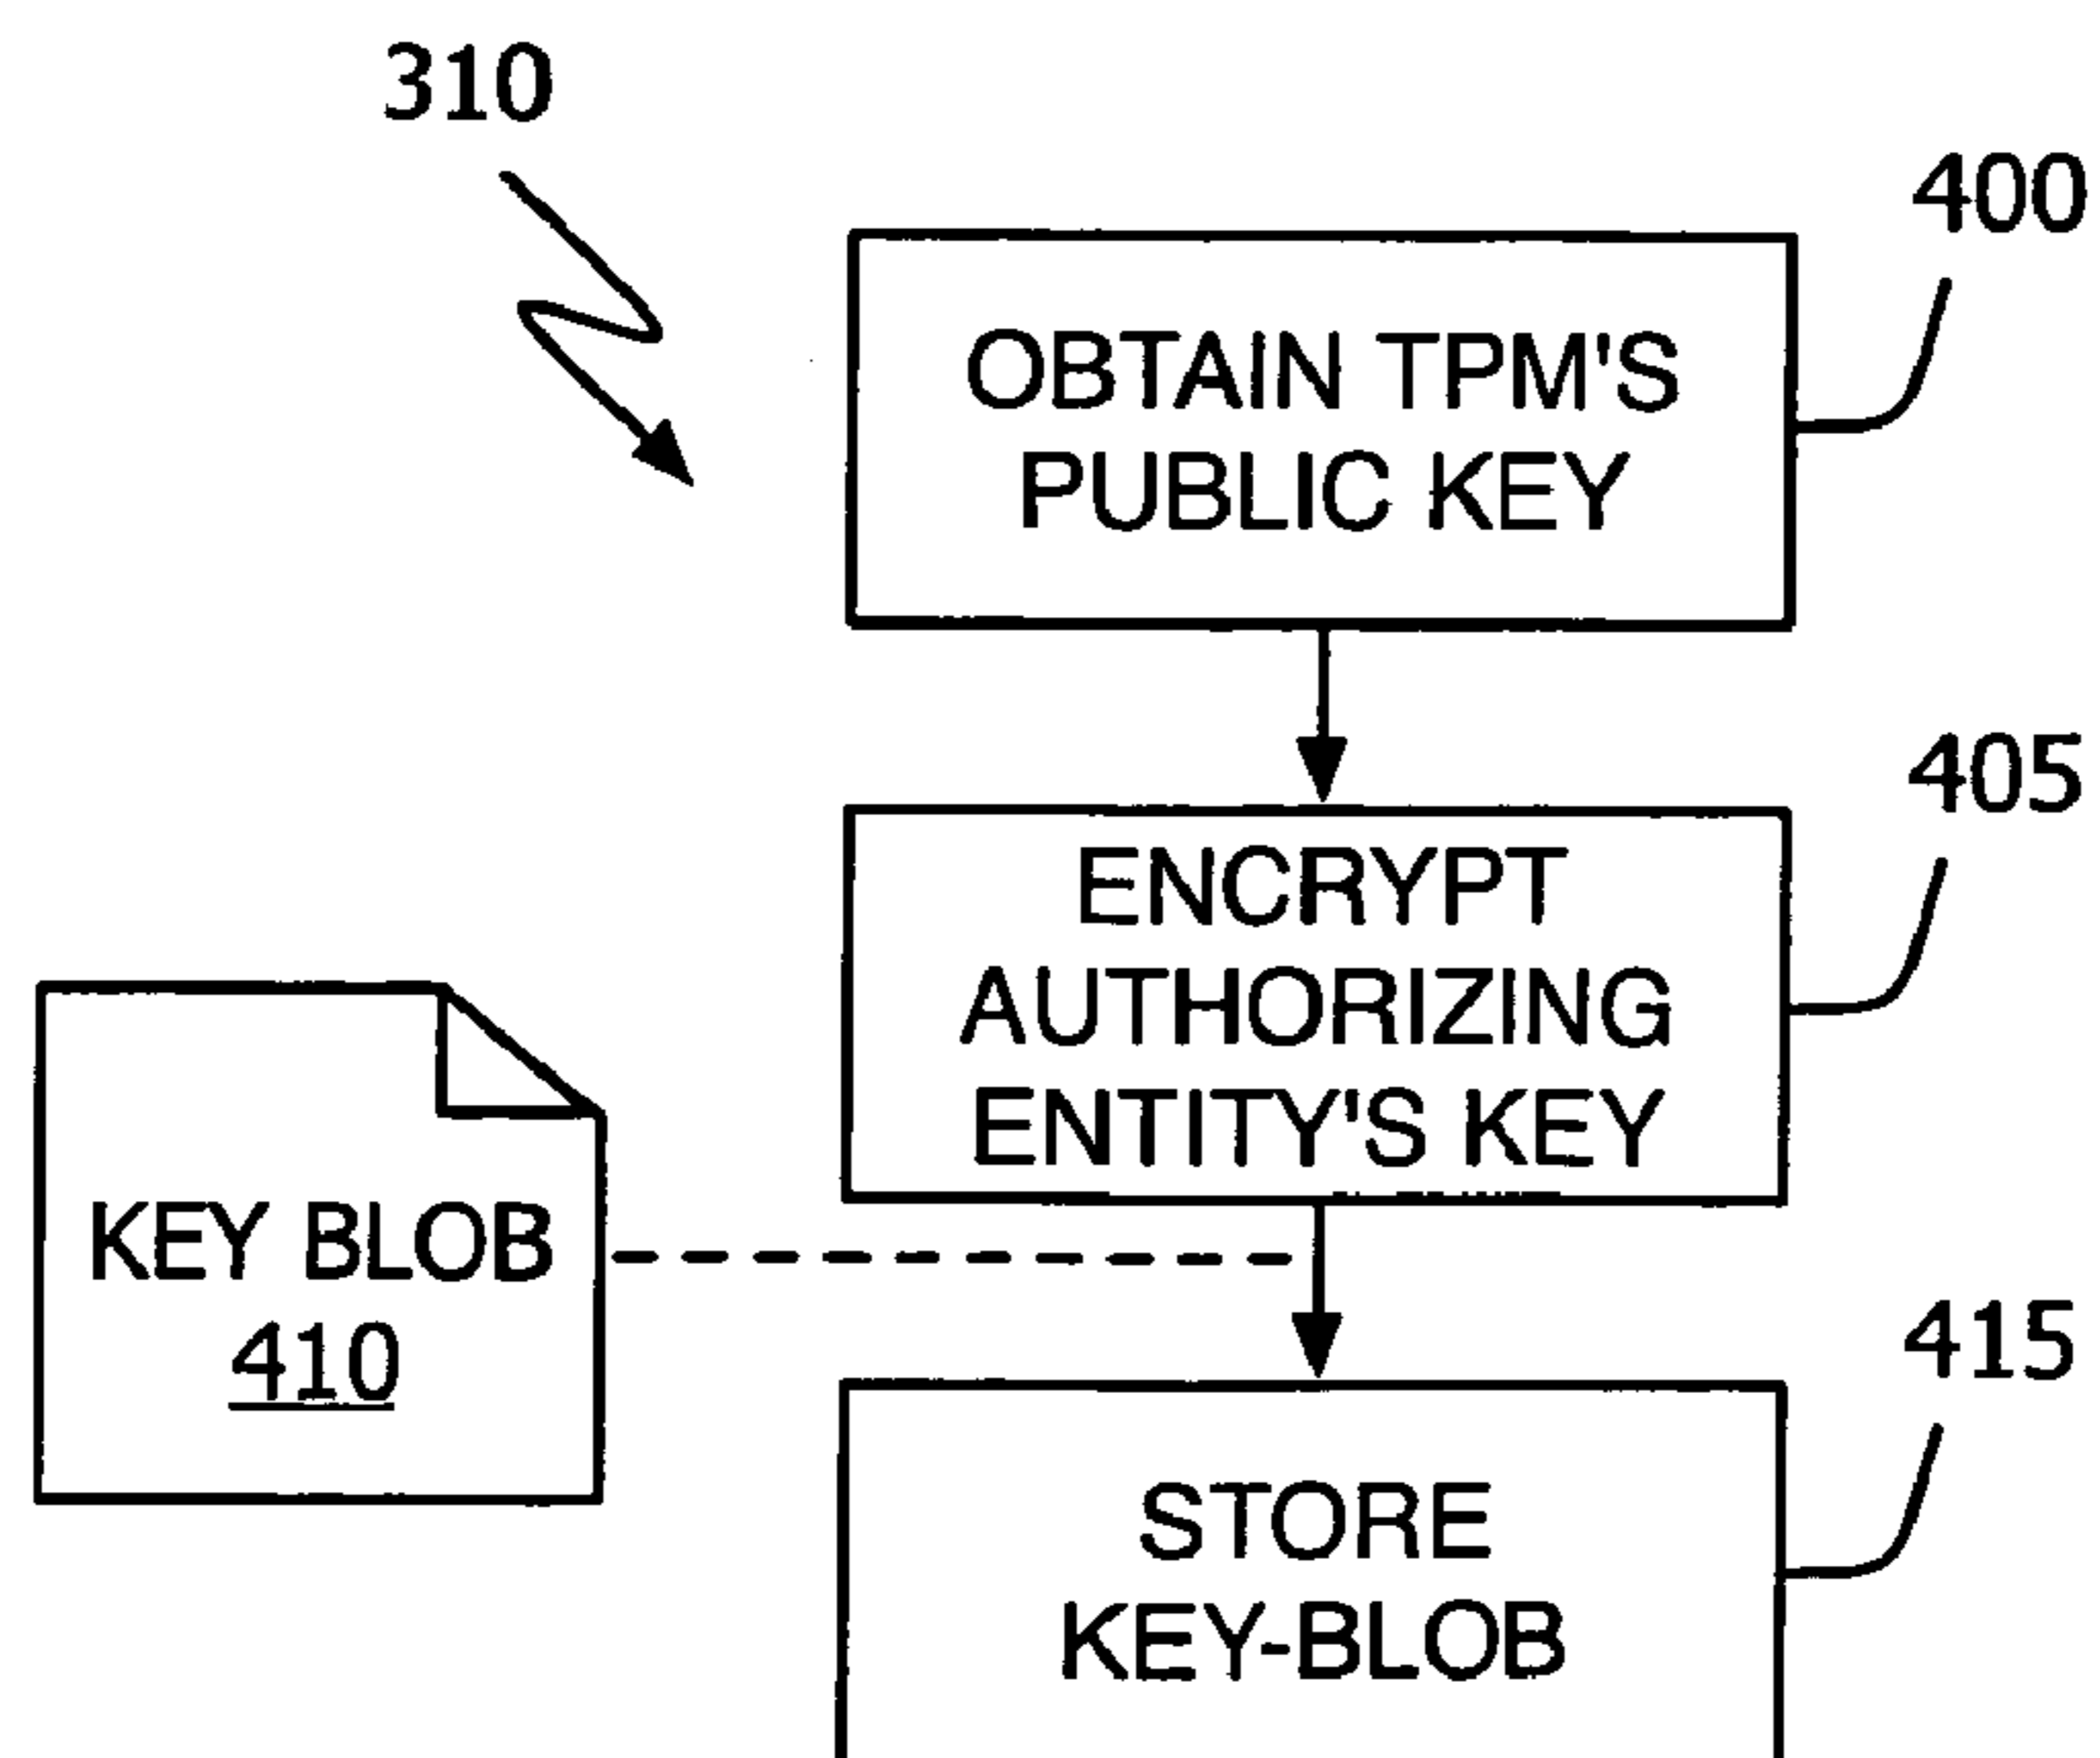 310
400
OBTAIN TPM'S
PUBLIC KEY
405
ENCRYPT
AUTHORIZING
ENTITY'S KEY
KEY BLOB
410
415
STORE
KEY-BLOB